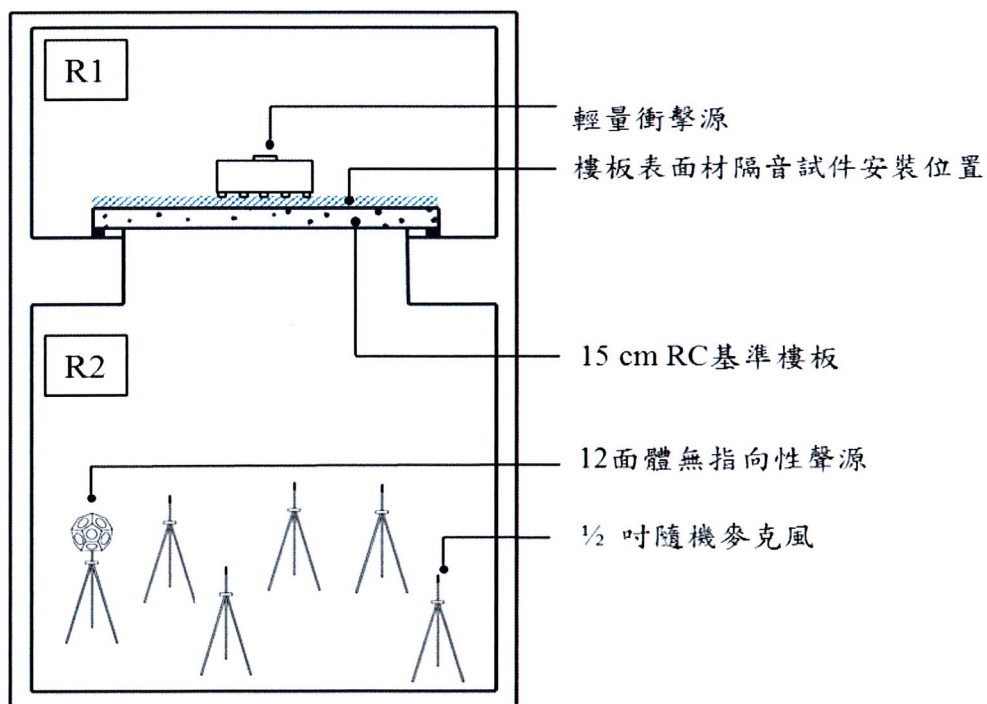 R1
輕量衝擊源
樓板表面材隔音試件安裝位置
R2
15 cm RC基準樓板
12面體無指向性聲源
½ 吋隨機麥克風